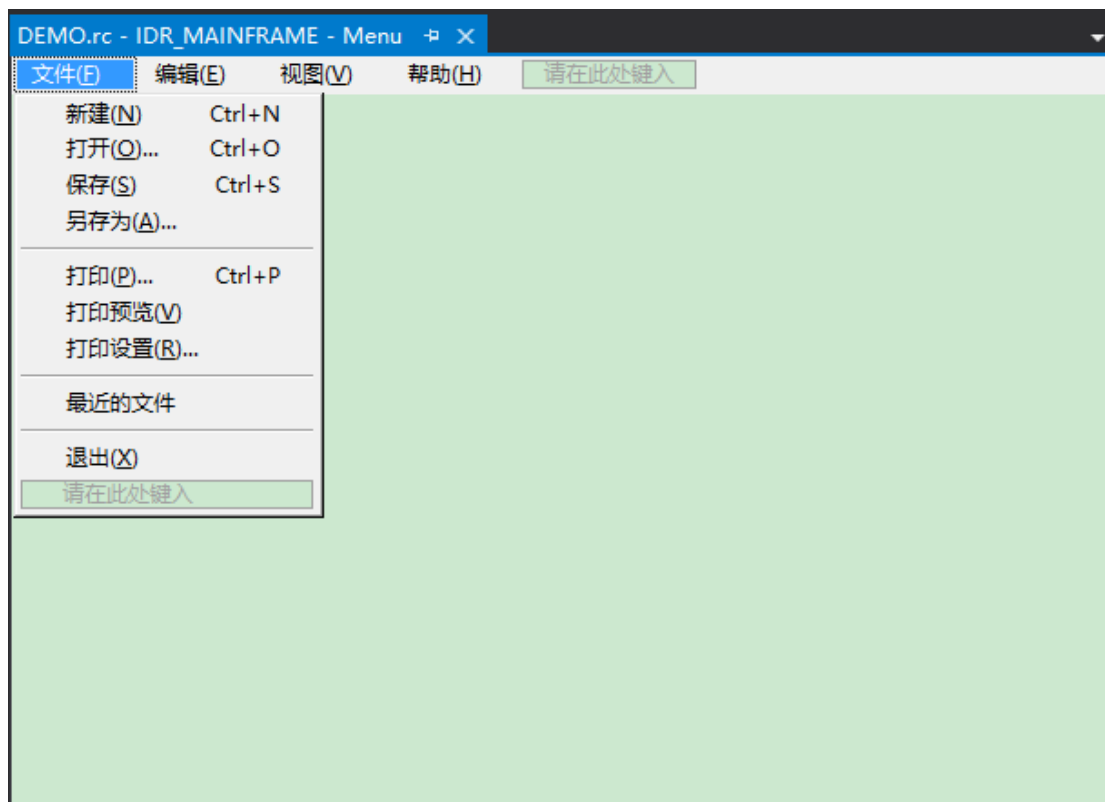 DEMO.rc - IDR_MAINFRAME - Menu
文件(F) 编辑(E) 视图(V) 帮助(H) 请在此处键入
新建(N) Ctrl+N
打开(O)... Ctrl+O
保存(S) Ctrl+S
另存为(A)...
打印(P)... Ctrl+P
打印预览(V)
打印设置(R)...
最近的文件
退出(X)
请在此处键入